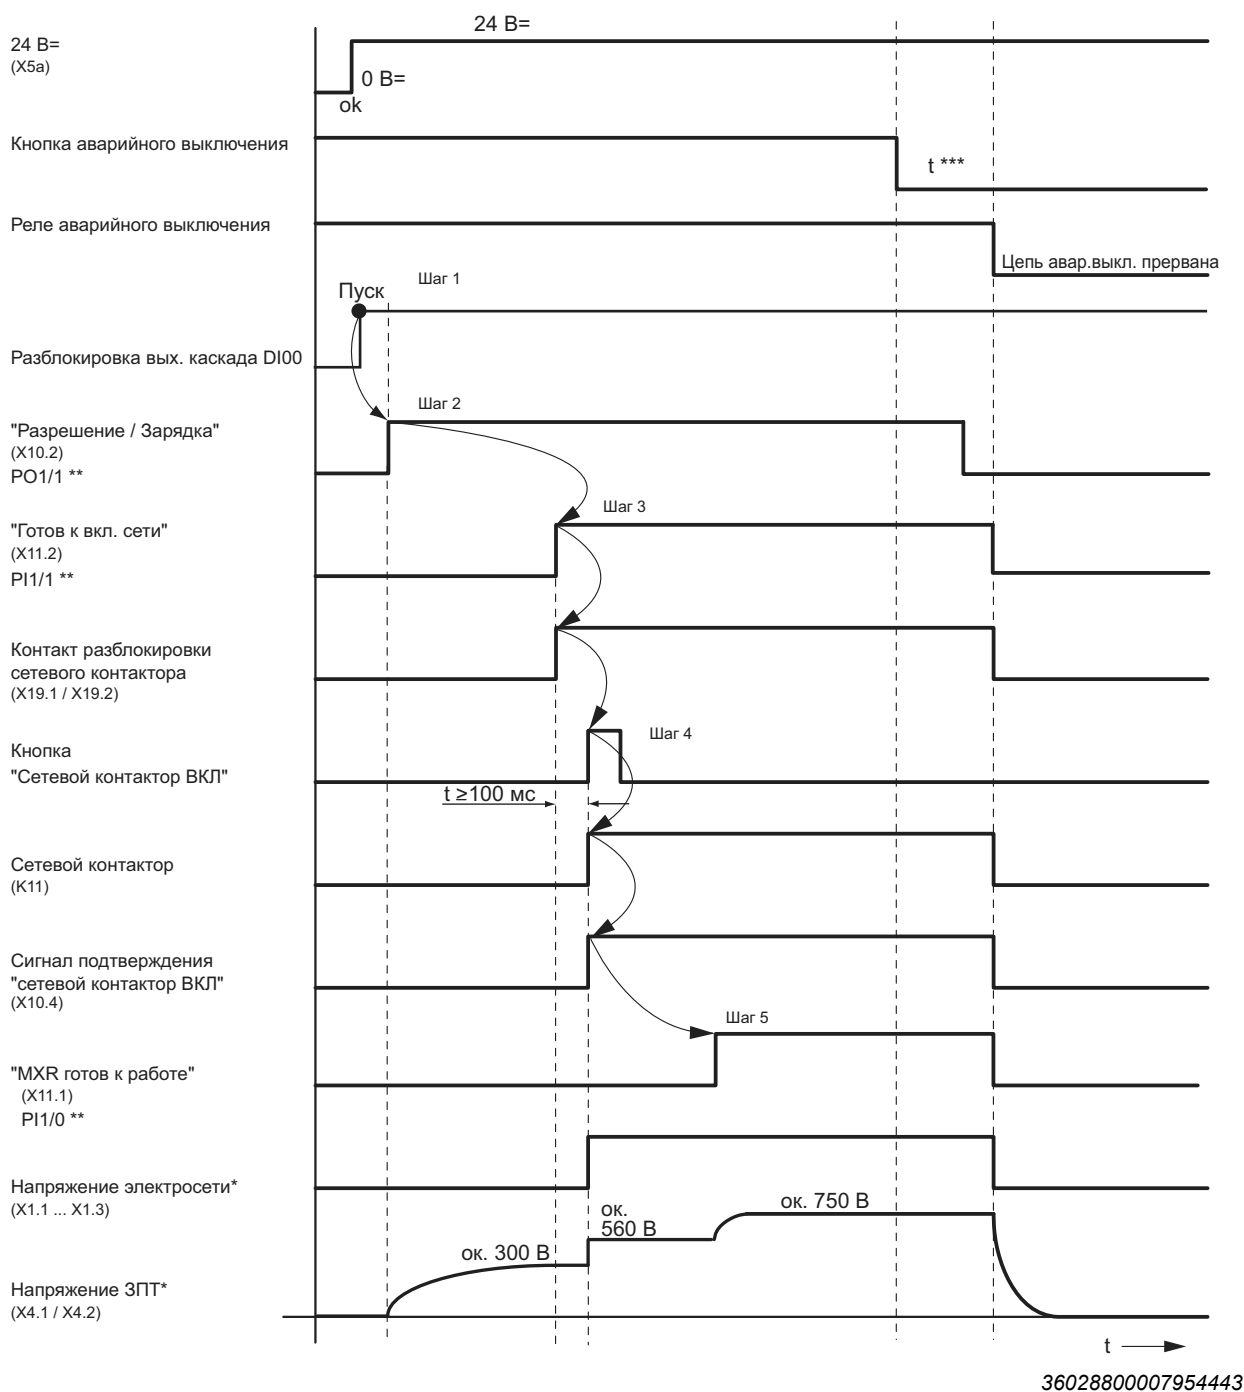 24 В=
24 В=
(X5a)
0 В=
ok
Кнопка аварийного выключения
t ***
Реле аварийного выключения
Цепь авар.выкл. прервана
Шаг 1
Пуск
Разблокировка вых. каскада DI00
Шаг 2
"Разрешение / Зарядка"
(X10.2)
PO1/1 **
Шаг 3
"Готов к вкл. сети"
(X11.2)
PI1/1 **
Контакт разблокировки
сетевого контактора
(X19.1 / X19.2)
Шаг 4
Кнопка
"Сетевой контактор ВКЛ"
t ≥100 мс
Сетевой контактор
(K11)
Сигнал подтверждения
"сетевой контактор ВКЛ"
(X10.4)
Шаг 5
"MXR готов к работе"
(X11.1)
PI1/0 **
Напряжение электросети*
(X1.1 ... X1.3)
ок.
560 В
ок. 750 В
ок. 300 В
Напряжение ЗПТ*
(X4.1 / X4.2)
t
36028800007954443